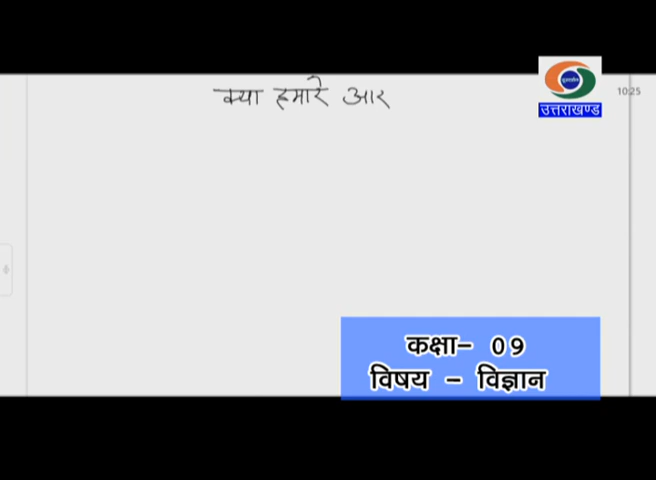 क्या हमारे आर
10:25
उत्तराखण्ड
कक्षा- 09
विषय - विज्ञान